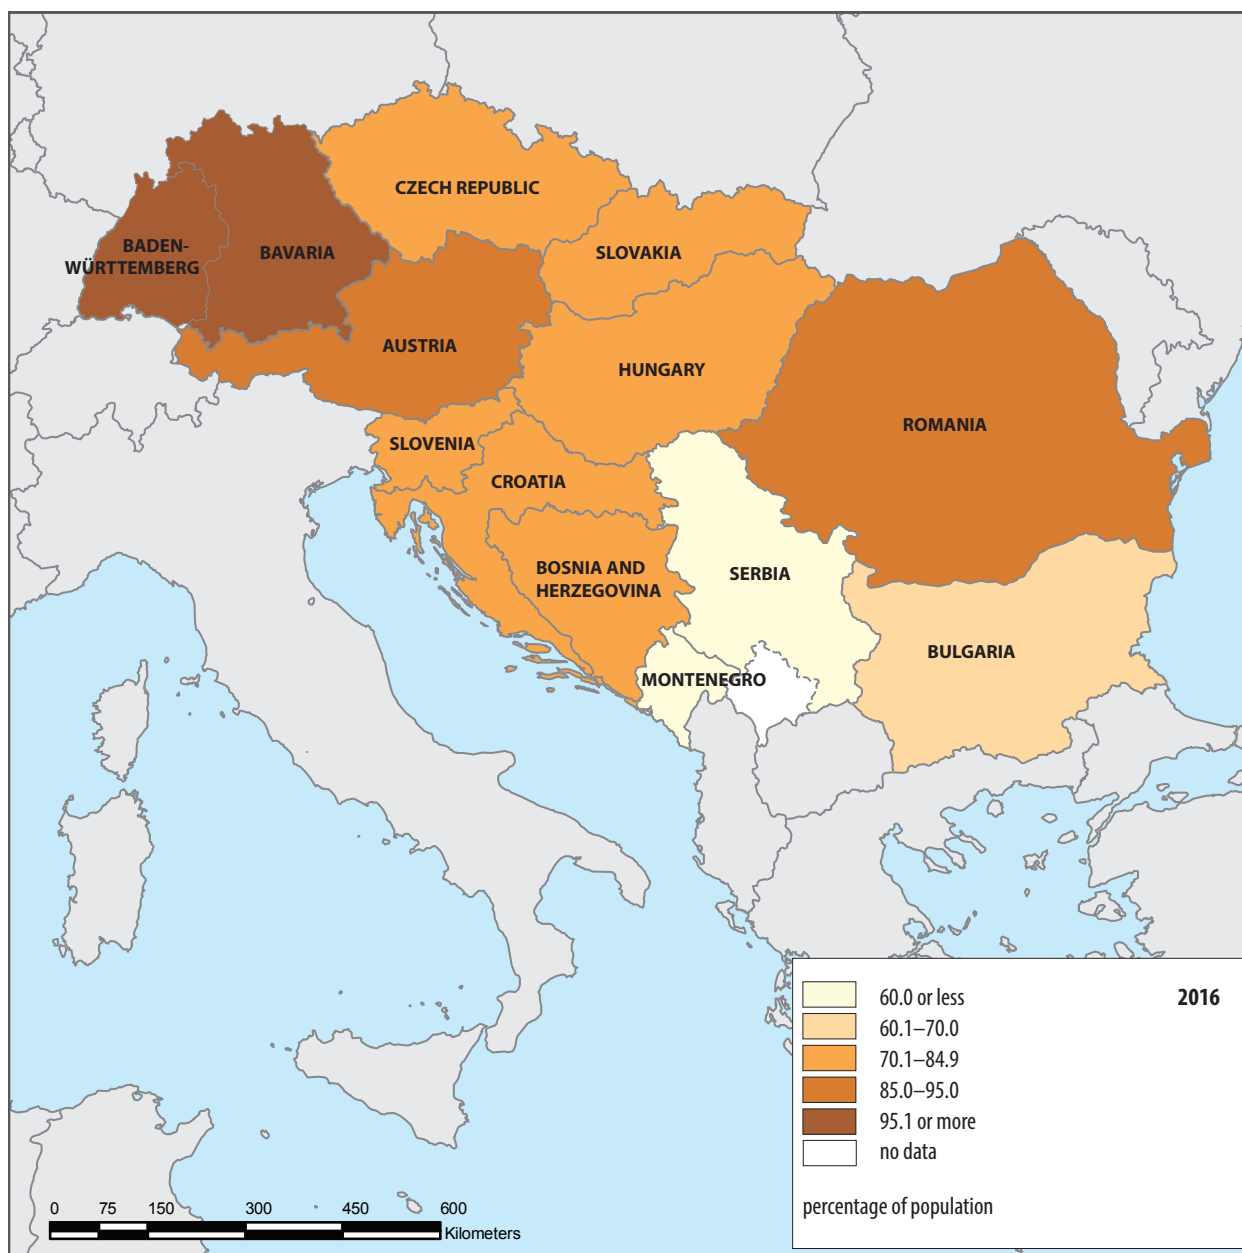 CZECH REPUBLIC
BADEN-
WÜRTTEMBERG
BAVARIA
SLOVAKIA
AUSTRIA
HUNGARY
ROMANIA
SLOVENIA
CROATIA
BOSNIA AND
HERZEGOVINA
SERBIA
BULGARIA
MONTENEGRO
60.0 or less
2016
60.1–70.0
70.1–84.9
85.0–95.0
95.1 or more
no data
percentage of population
0 75 150 300 450 600
Kilometers